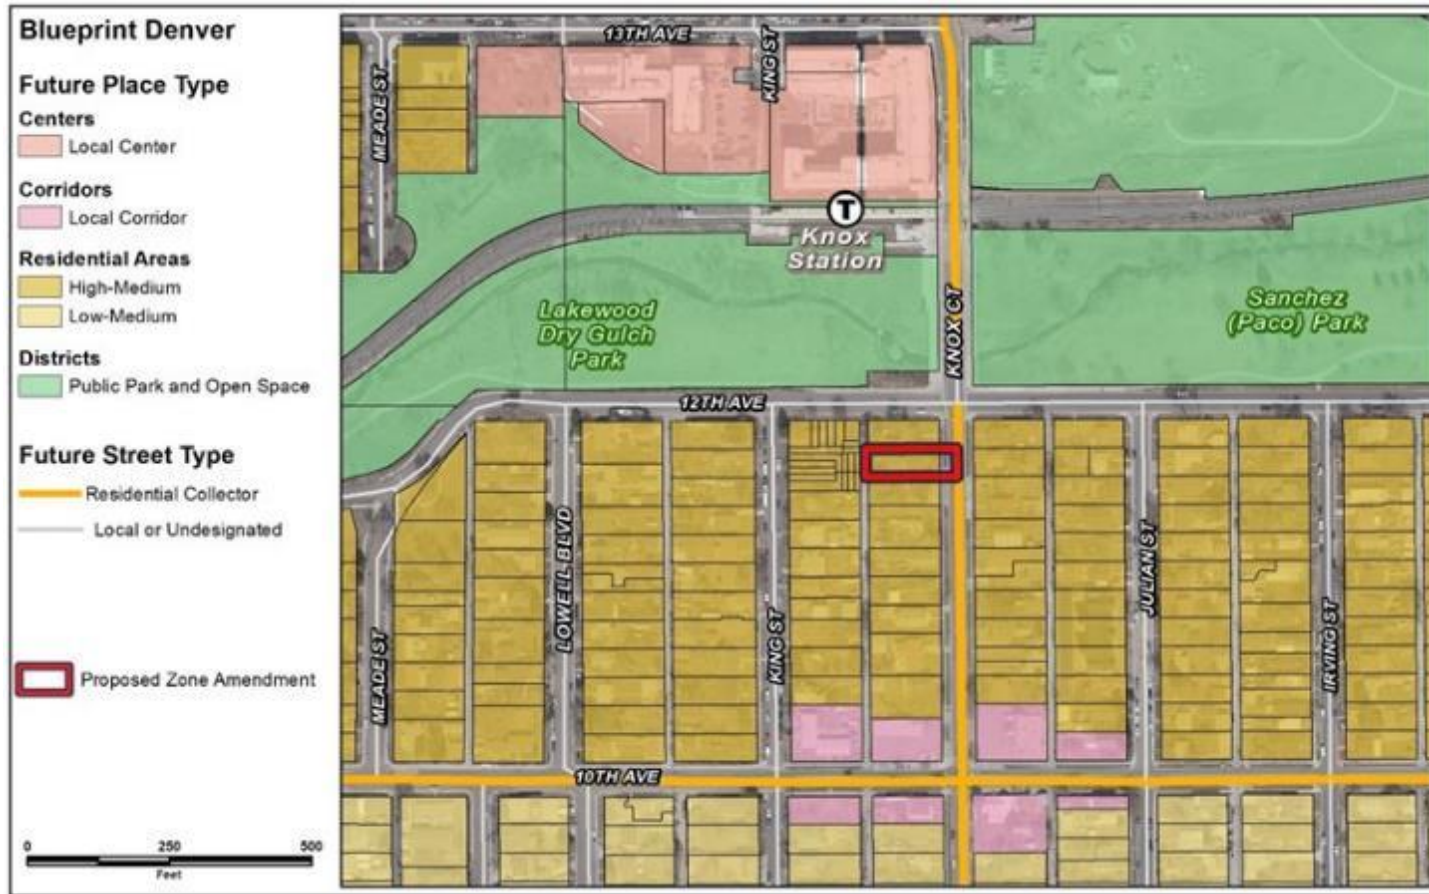 Blueprint Denver
Future Place Type
Centers
Local Center
Corridors
Local Corridor
Residential Areas
High-Medium
Low-Medium
Districts
Public Park and Open Space
Future Street Type
Residential Collector
Local or Undesignated
Proposed Zone Amendment
0 250 500
Feet
13TH AVE
MEADE ST
KING ST
T
Knox
Station
Lakewood
Dry Gulch
Park
KNOX CT
Sanchez
(Paco) Park
12TH AVE
LOWELL BLVD
KING ST
JULIAN ST
IRVING ST
MEADE ST
10TH AVE